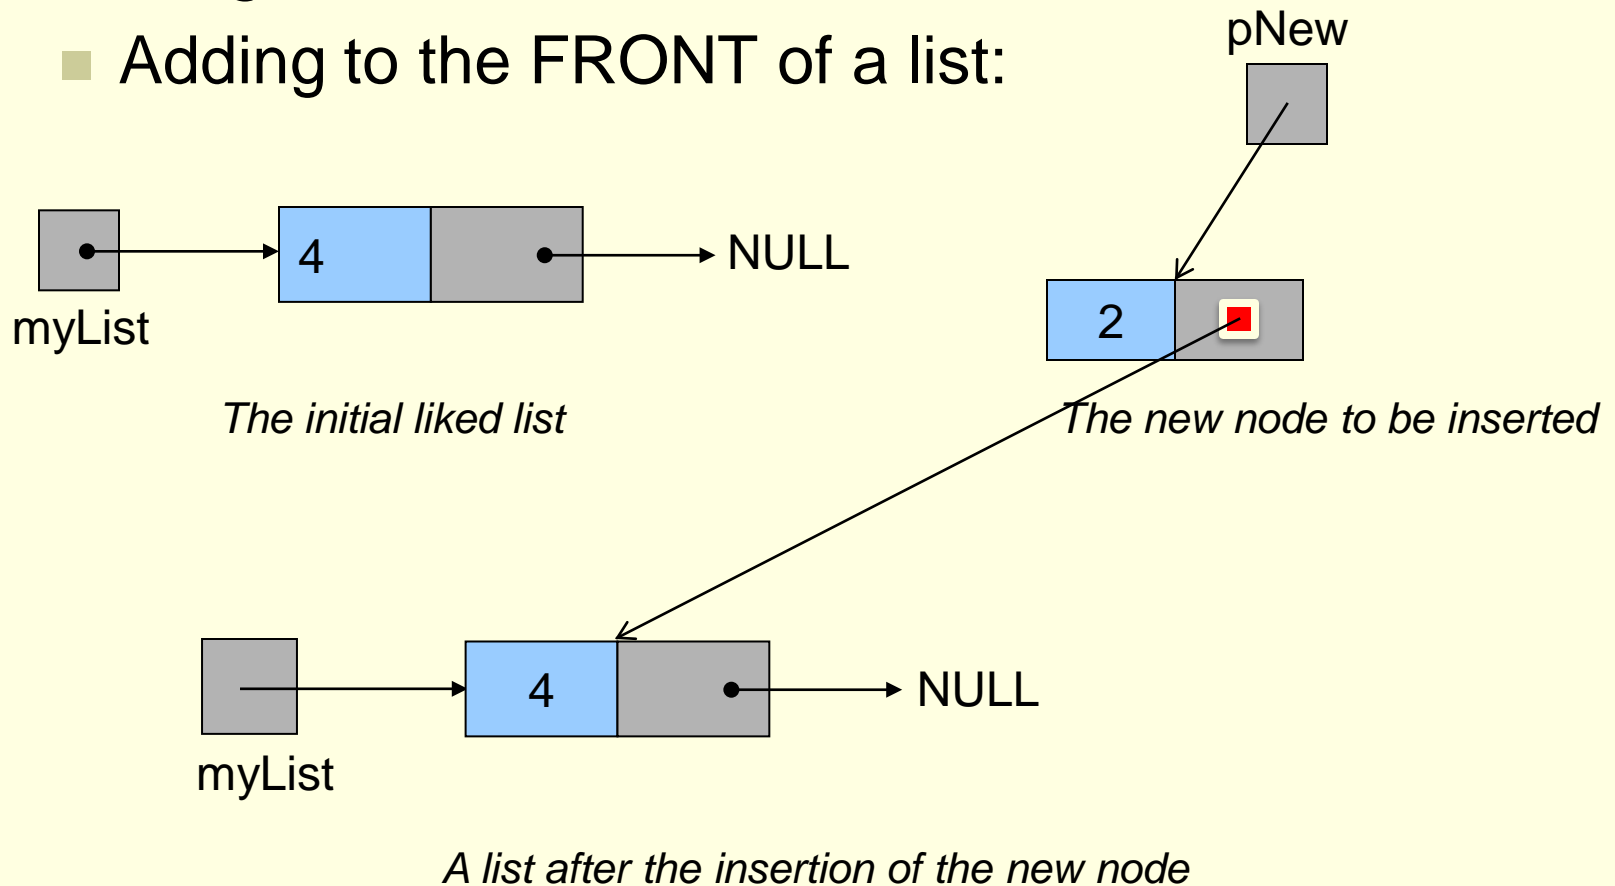 Adding to the FRONT of a list:
pNew
4
NULL
myList
2
The initial liked list
The new node to be inserted
4
NULL
myList
A list after the insertion of the new node